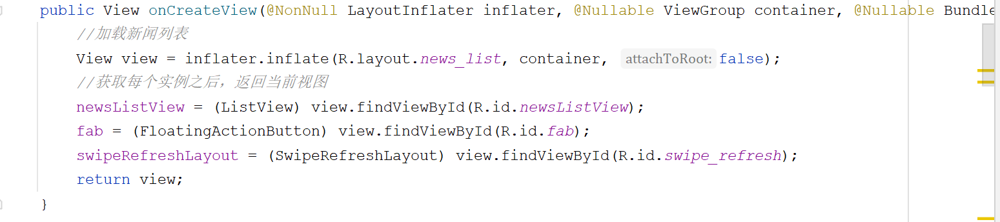 public View onCreateView(@NonNull LayoutInflater inflater, @Nullable ViewGroup container, @Nullable Bundle
//加载新闻列表
View view = inflater.inflate(R.layout.news_list, container, attachToRoot: false);
//获取每个实例之后，返回当前视图
newsListView = (ListView) view.findViewById(R.id.newsListView);
fab = (FloatingActionButton) view.findViewById(R.id.fab);
swipeRefreshLayout = (SwipeRefreshLayout) view.findViewById(R.id.swipe_refresh);
return view;
}